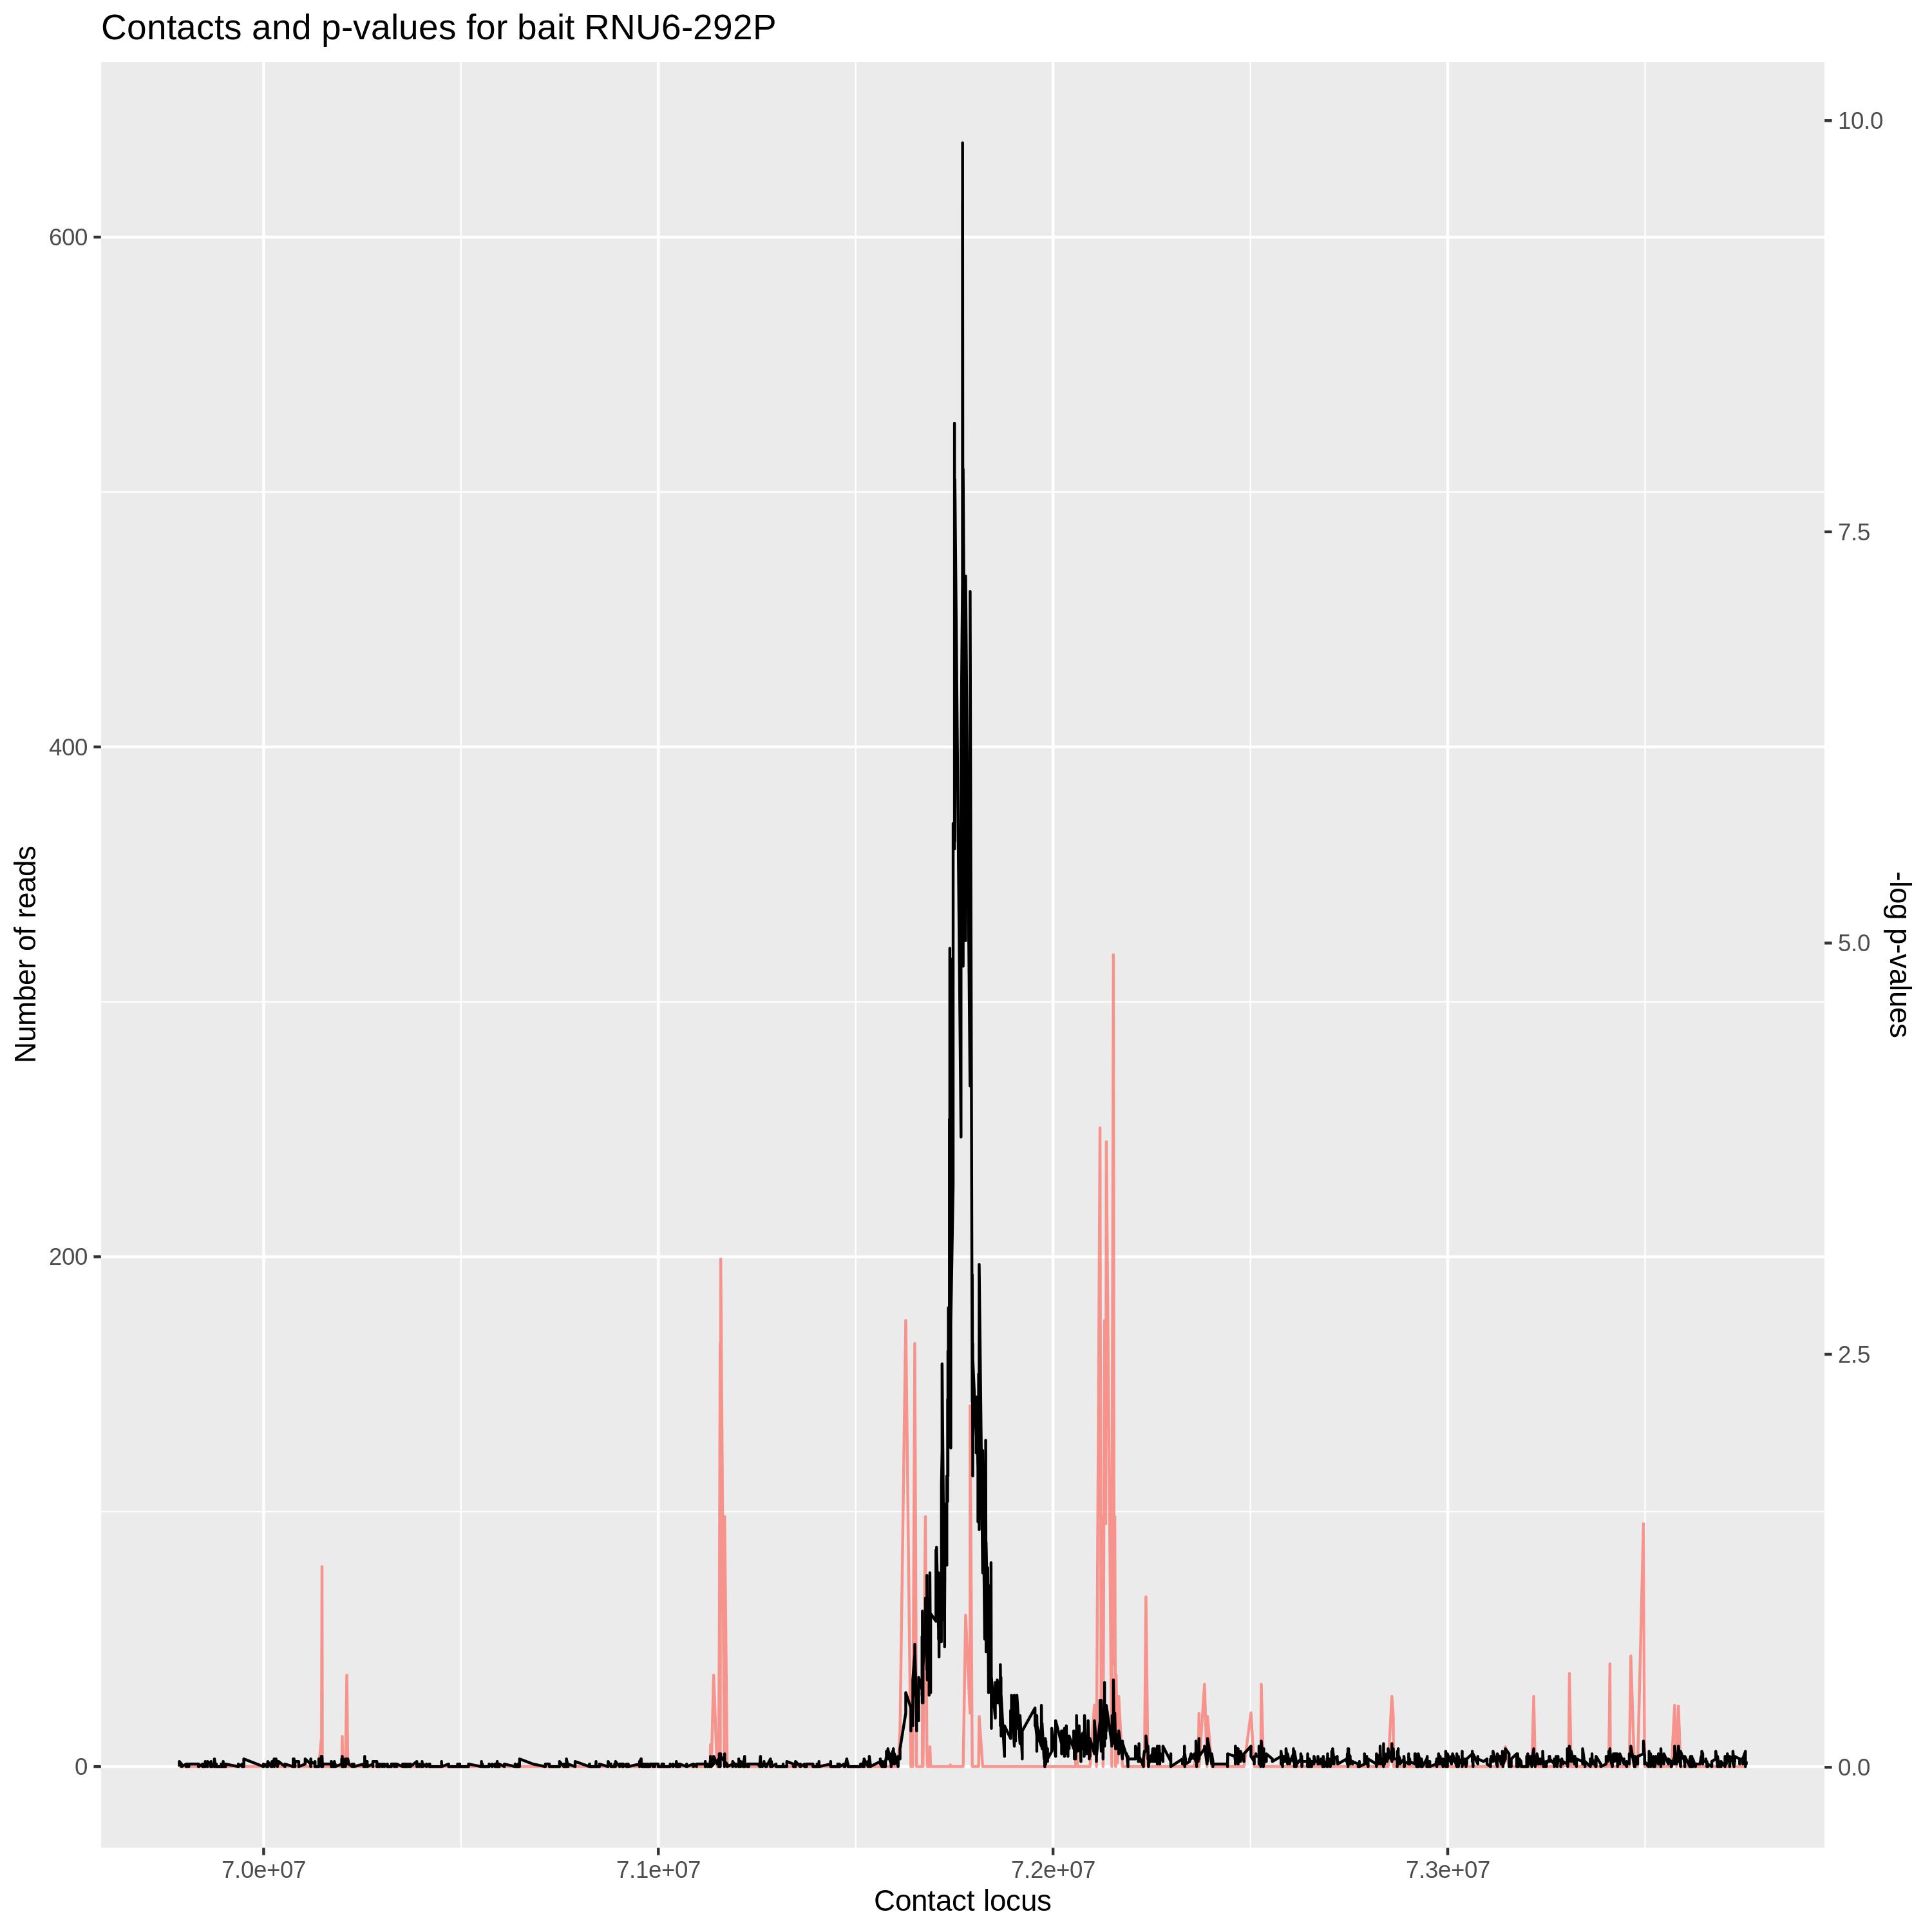 Contacts and p-values for bait RNU6-292P
600
400
200
0
Number of reads
10.0
7.5
5.0
2.5
0.0
-log p-values
7.0e+07
7.1e+07
7.2e+07
7.3e+07
Contact locus